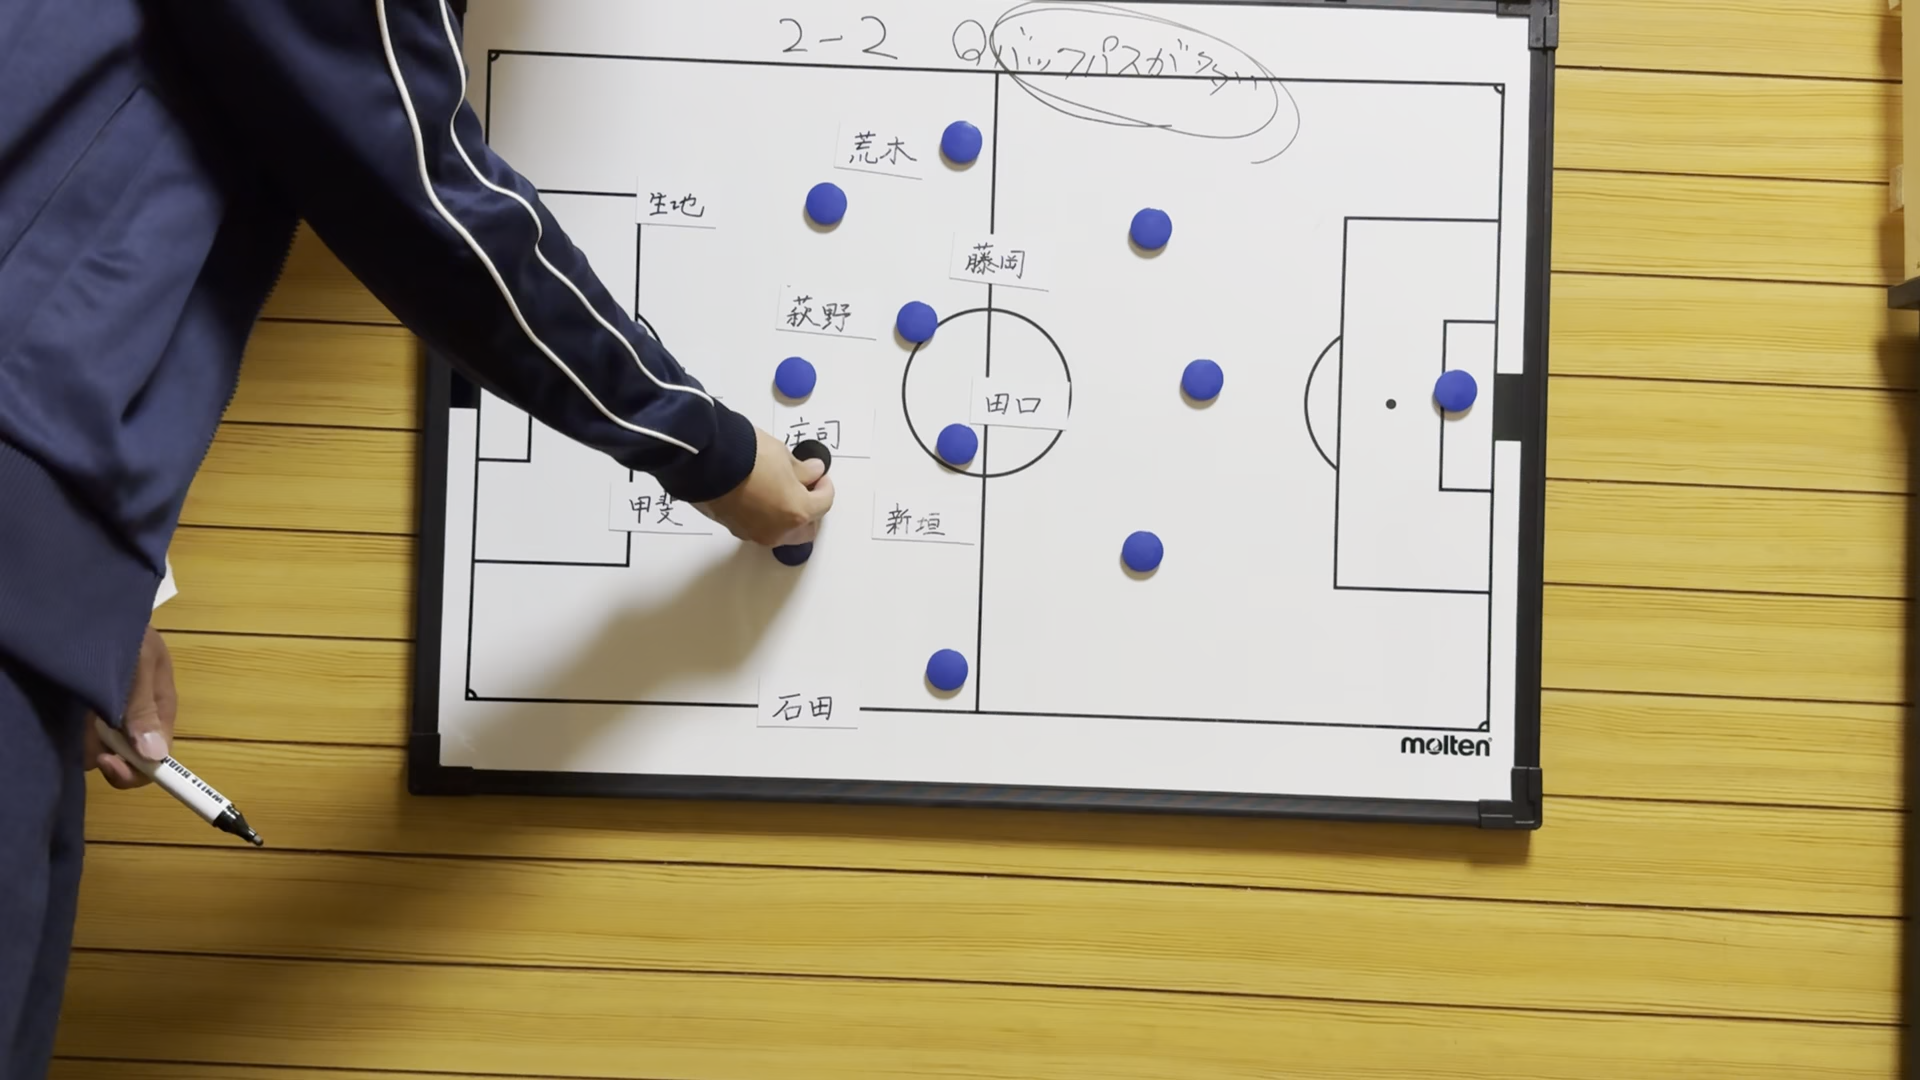 2-2 Q バックパスが多い
荒木
生地
藤岡
萩野
田口
庄司
甲斐
新垣
石田
molten